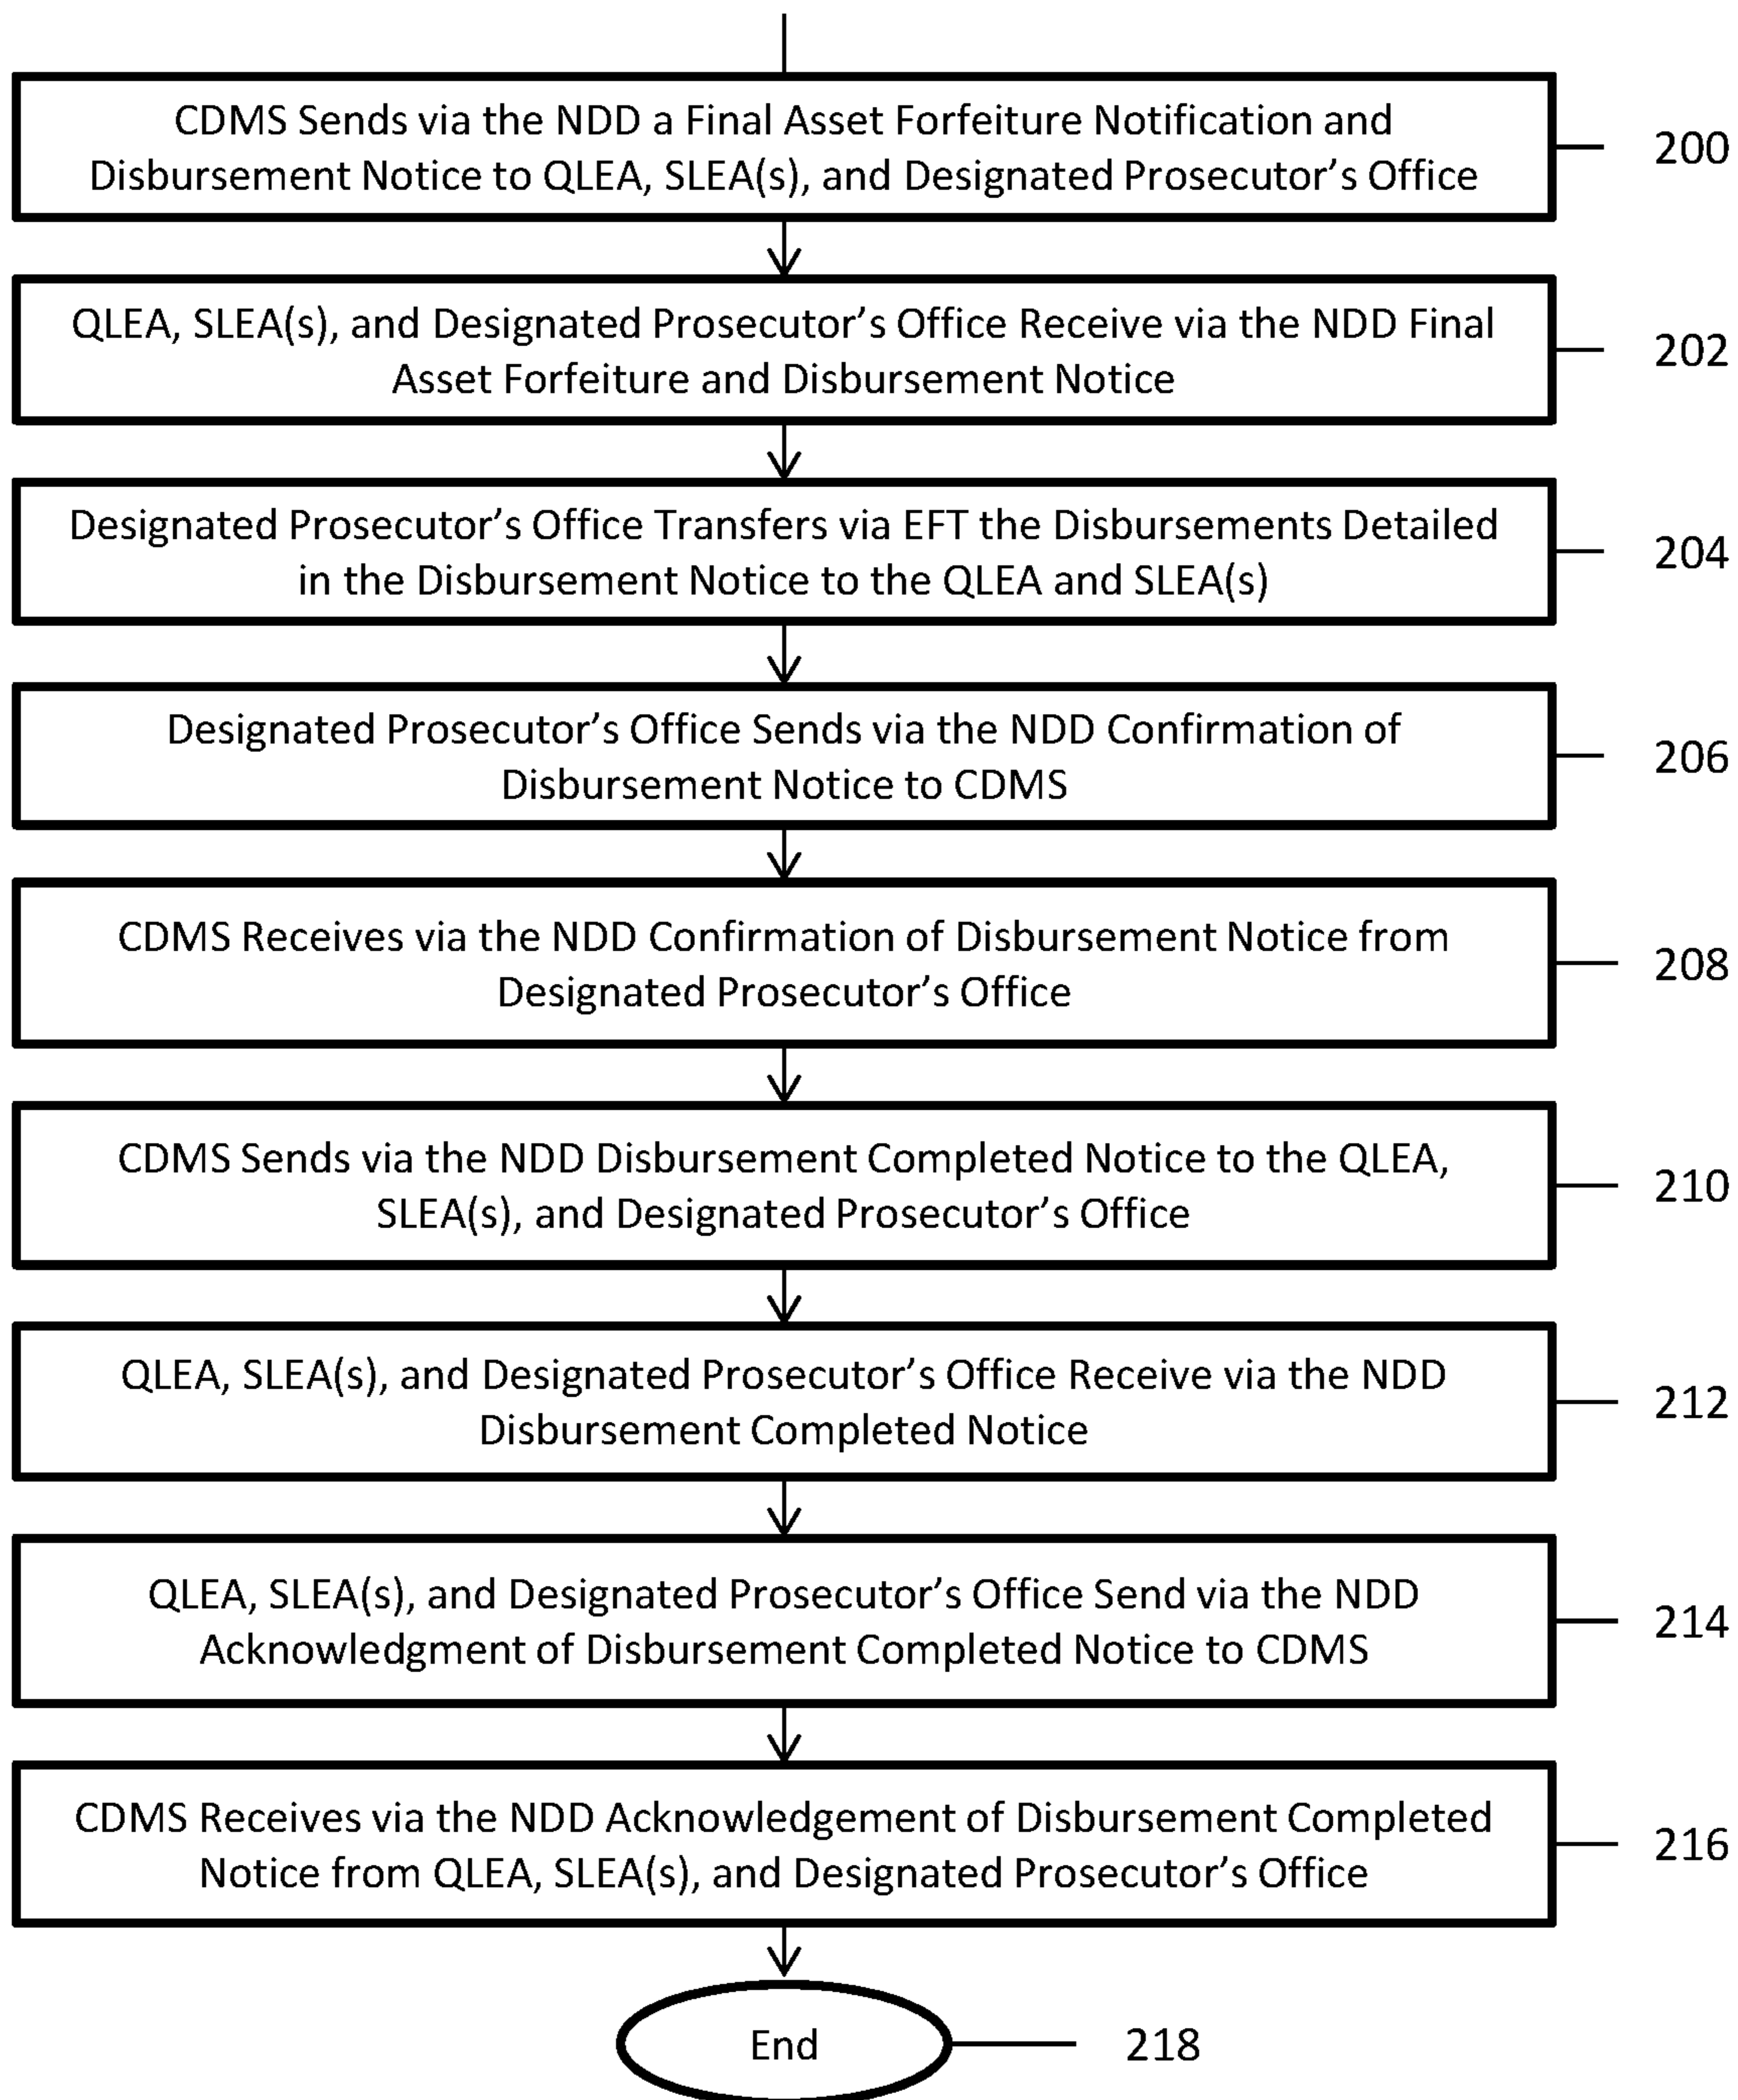 CDMS Sends via the NDD a Final Asset Forfeiture Notification and
Disbursement Notice to QLEA, SLEA(s), and Designated Prosecutor’s Office
200
QLEA, SLEA(s), and Designated Prosecutor’s Office Receive via the NDD Final
Asset Forfeiture and Disbursement Notice
202
Designated Prosecutor’s Office Transfers via EFT the Disbursements Detailed
in the Disbursement Notice to the QLEA and SLEA(s)
204
Designated Prosecutor’s Office Sends via the NDD Confirmation of
Disbursement Notice to CDMS
206
CDMS Receives via the NDD Confirmation of Disbursement Notice from
Designated Prosecutor’s Office
208
CDMS Sends via the NDD Disbursement Completed Notice to the QLEA,
SLEA(s), and Designated Prosecutor’s Office
210
QLEA, SLEA(s), and Designated Prosecutor’s Office Receive via the NDD
Disbursement Completed Notice
212
QLEA, SLEA(s), and Designated Prosecutor’s Office Send via the NDD
Acknowledgment of Disbursement Completed Notice to CDMS
214
CDMS Receives via the NDD Acknowledgement of Disbursement Completed
Notice from QLEA, SLEA(s), and Designated Prosecutor’s Office
216
End
218